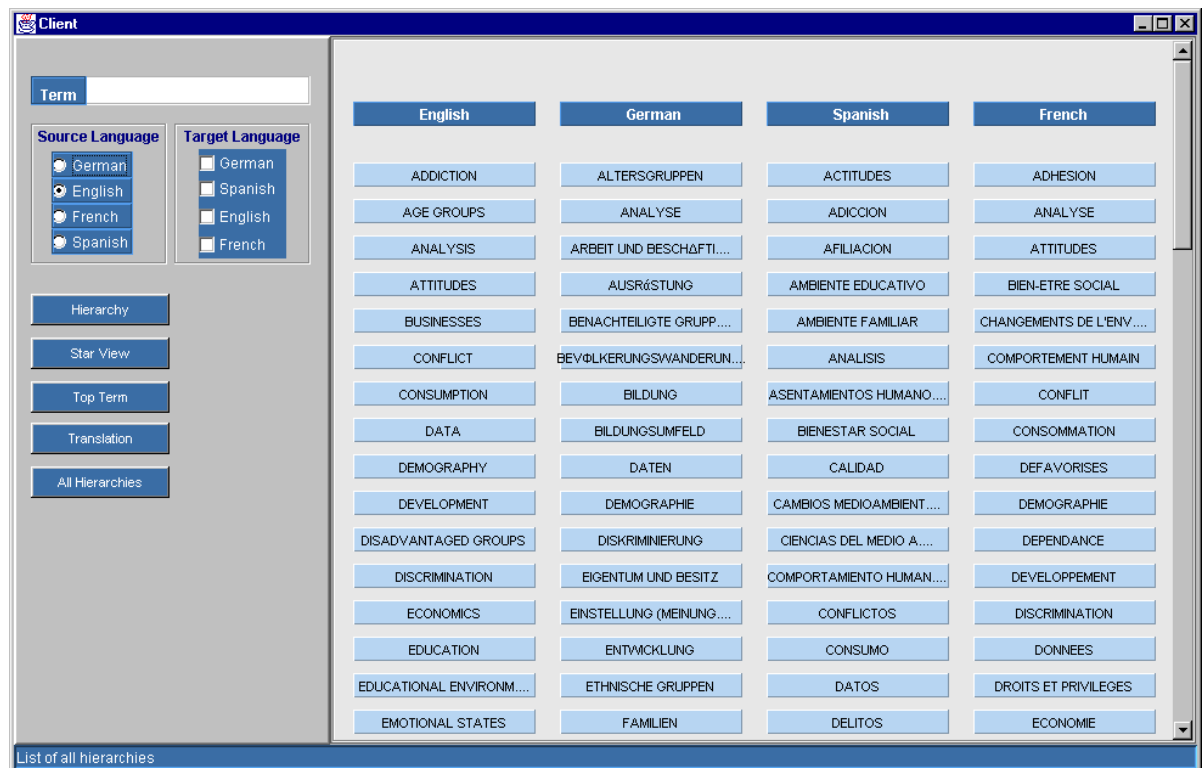 Client
Term
Source Language
German
English
French
Spanish
Target Language
German
Spanish
English
French
Hierarchy
Star View
Top Term
Translation
All Hierarchies
English German Spanish French
ADDICTION ALTERSGRUPPEN ACTITUDES ADHESION
AGE GROUPS ANALYSE ADICCION ANALYSE
ANALYSIS ARBEIT UND BESCHΔFTI.... AFILIACION ATTITUDES
ATTITUDES AUSRάSTUNG AMBIENTE EDUCATIVO BIEN-ETRE SOCIAL
BUSINESSES BENACHTEILIGTE GRUPP.... AMBIENTE FAMILIAR CHANGEMENTS DE L'ENV....
CONFLICT BEVΦLKERUNGSWANDERUN.... ANALISIS COMPORTEMENT HUMAIN
CONSUMPTION BILDUNG ASENTAMIENTOS HUMANO.... CONFLIT
DATA BILDUNGSUMFELD BIENESTAR SOCIAL CONSOMMATION
DEMOGRAPHY DATEN CALIDAD DEFAVORISES
DEVELOPMENT DEMOGRAPHIE CAMBIOS MEDIOAMBIENT.... DEMOGRAPHIE
DISADVANTAGED GROUPS DISKRIMINIERUNG CIENCIAS DEL MEDIO A.... DEPENDANCE
DISCRIMINATION EIGENTUM UND BESITZ COMPORTAMIENTO HUMAN.... DEVELOPPEMENT
ECONOMICS EINSTELLUNG (MEINUNG.... CONFLICTOS DISCRIMINATION
EDUCATION ENTWICKLUNG CONSUMO DONNEES
EDUCATIONAL ENVIRONM.... ETHNISCHE GRUPPEN DATOS DROITS ET PRIVILEGES
EMOTIONAL STATES FAMILIEN DELITOS ECONOMIE
List of all hierarchies